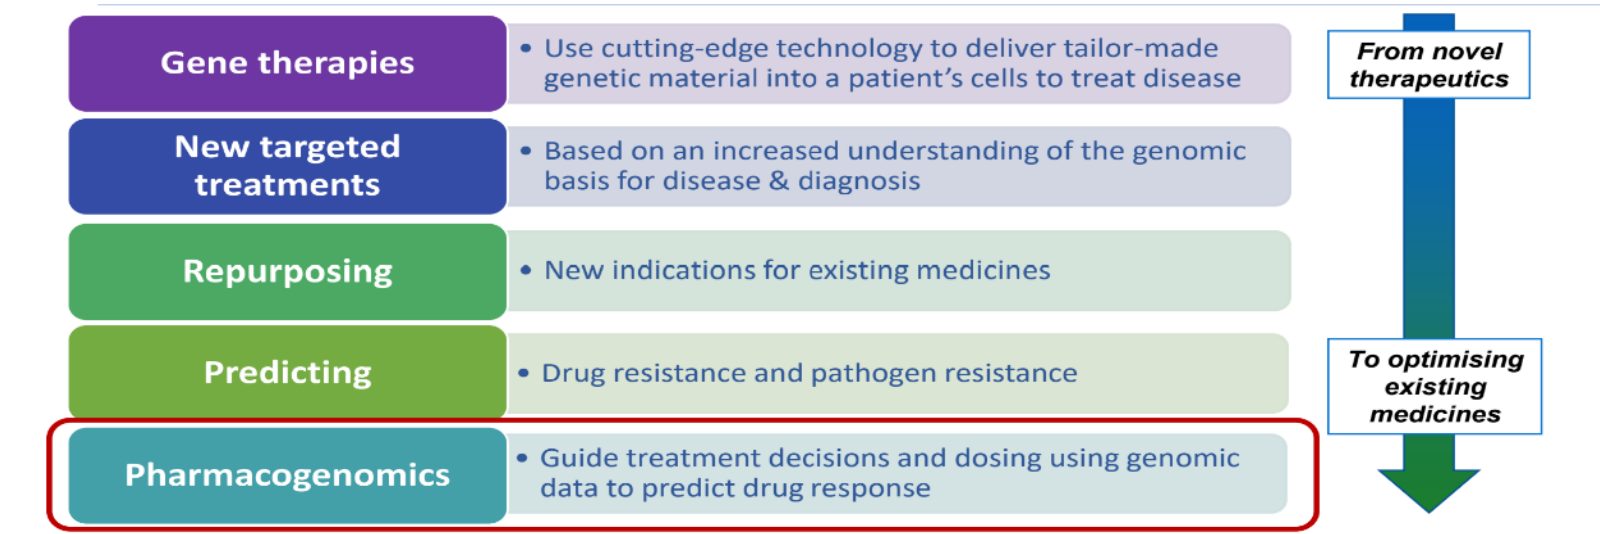 Gene therapies
• Use cutting-edge technology to deliver tailor-made
genetic material into a patient’s cells to treat disease
From novel
therapeutics
New targeted
treatments
• Based on an increased understanding of the genomic
basis for disease & diagnosis
Repurposing
• New indications for existing medicines
Predicting
• Drug resistance and pathogen resistance
To optimising
existing
medicines
Pharmacogenomics
• Guide treatment decisions and dosing using genomic
data to predict drug response